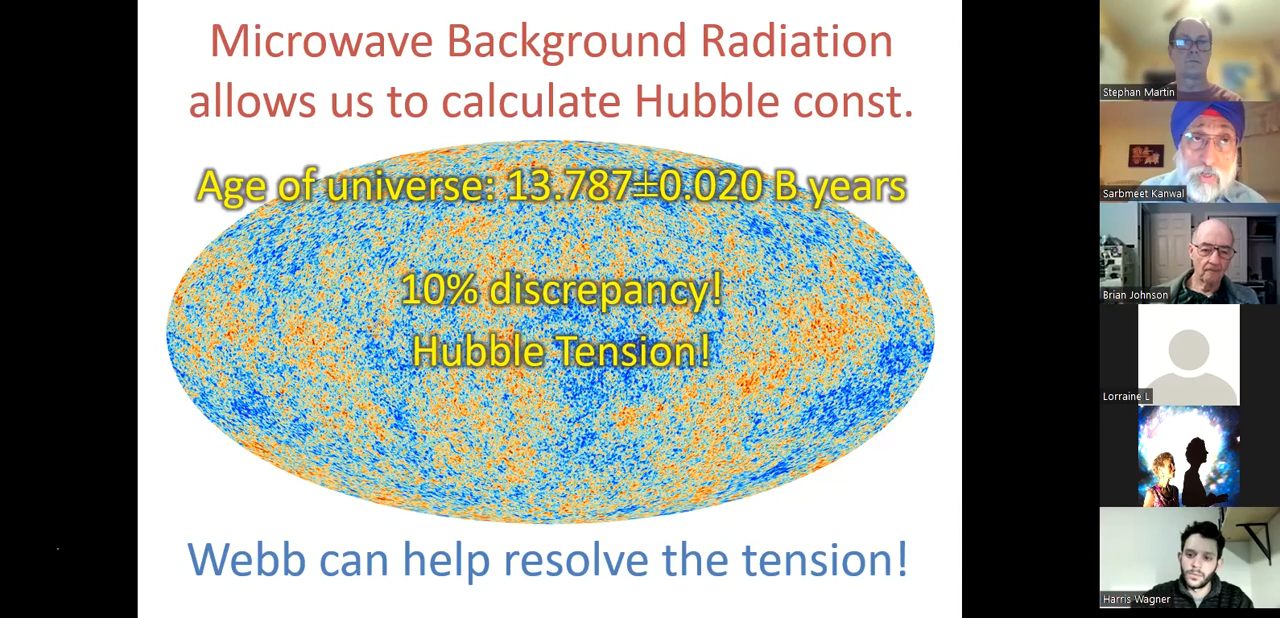 Microwave Background Radiation
allows us to calculate Hubble const.
Age of universe: 13.787±0.020 B years
10% discrepancy!
Hubble Tension!
Webb can help resolve the tension!
Stephan Martin
Sarbmeet Kanwal
Brian Johnson
Lorraine L
Harris Wagner